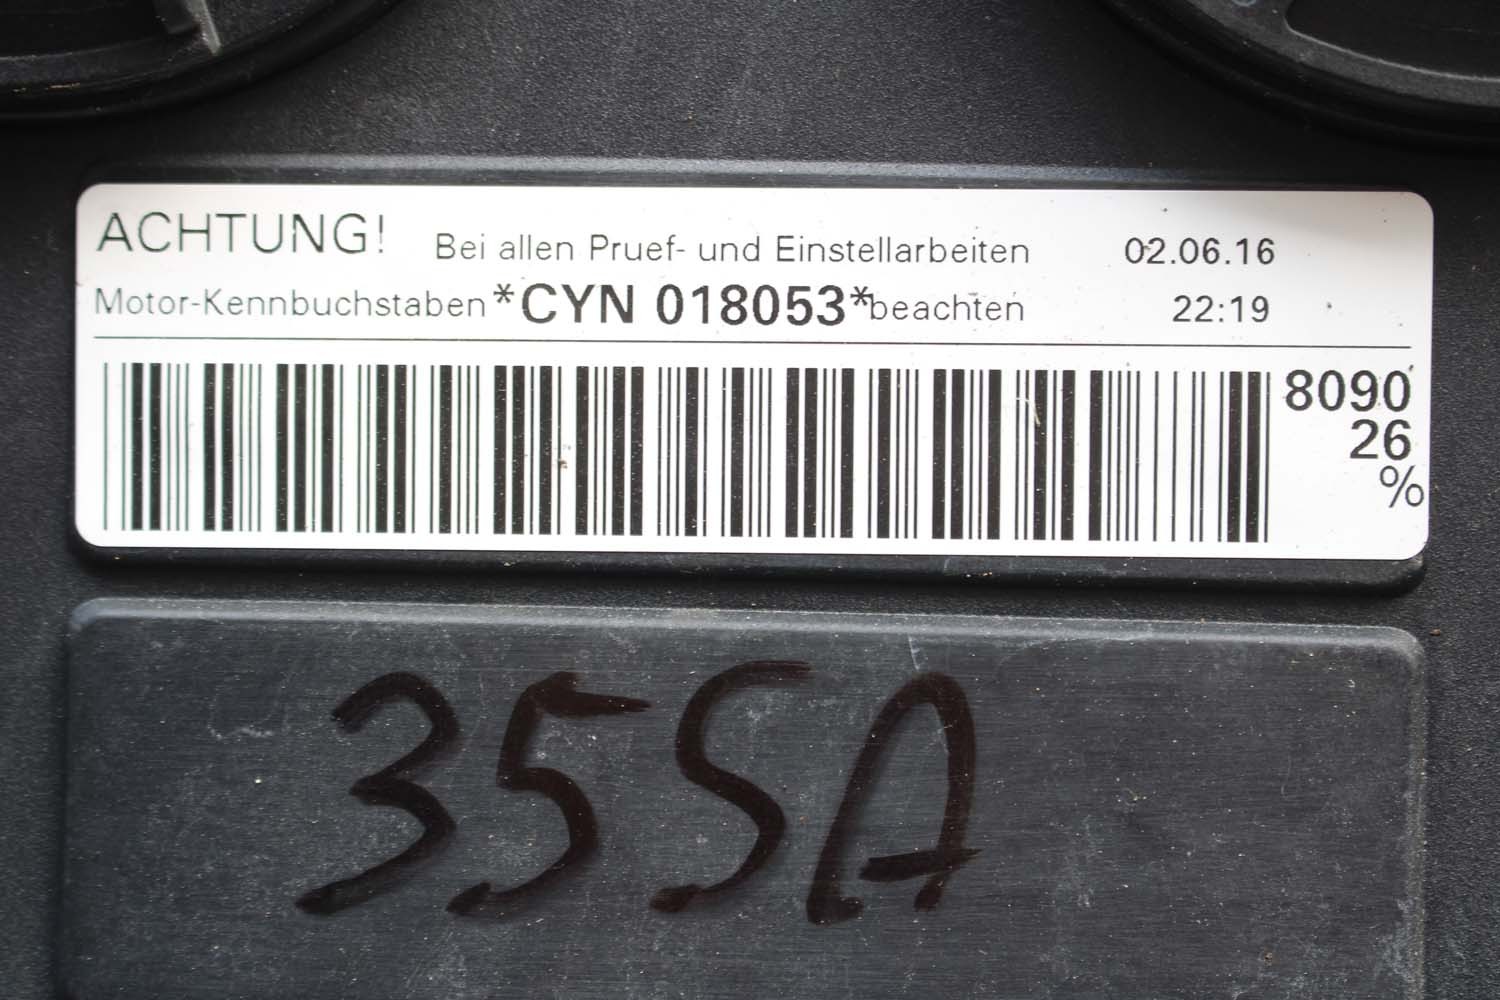 ACHTUNG! Bei allen Pruef- und Einstellarbeiten 02.06.16
Motor-Kennbuchstaben *CYN 018053* beachten 22:19
8090
26
%
355A